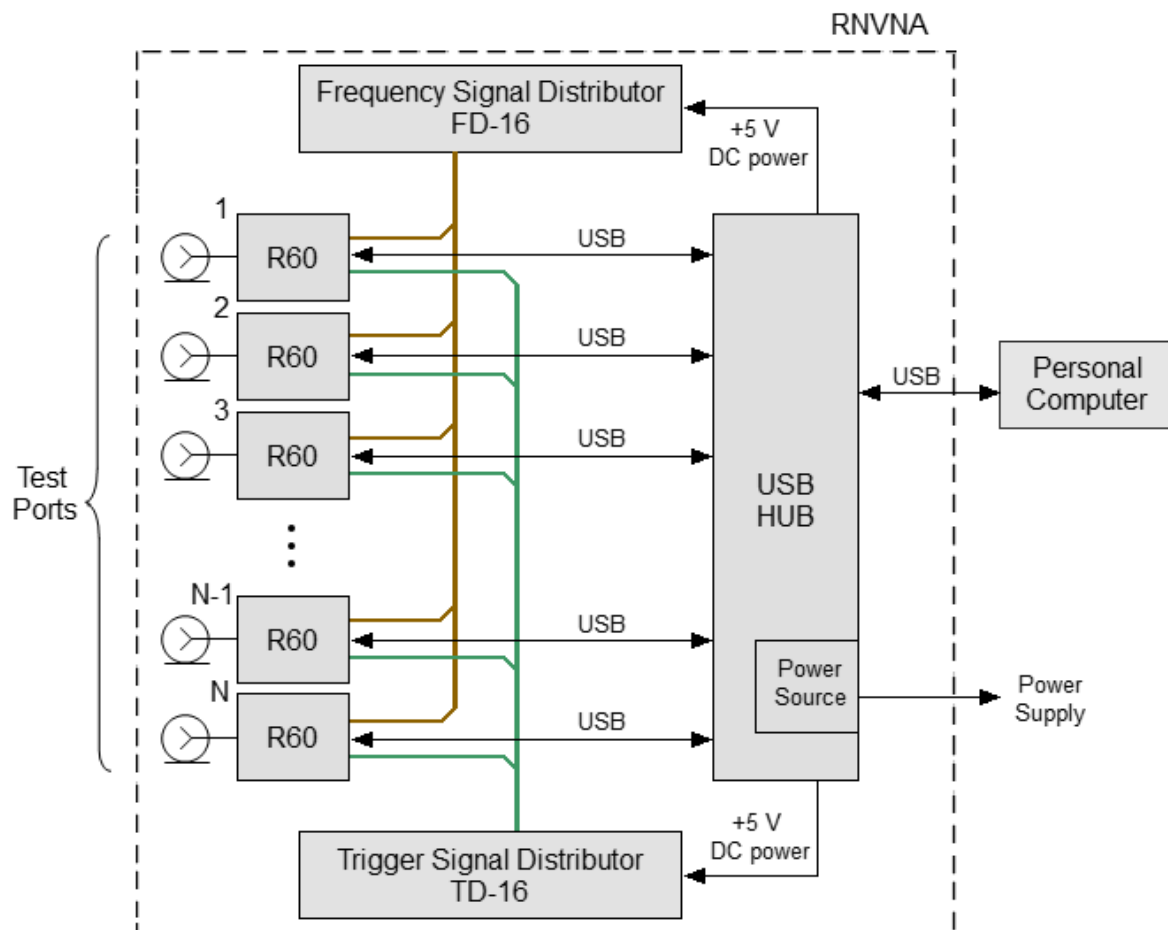 RNVNA
Frequency Signal Distributor
FD-16
+5 V
DC power
1
R60
USB
2
R60
USB
3
R60
USB
Test
Ports
USB
HUB
USB
Personal
Computer
N-1
R60
USB
Power
Source
Power
Supply
N
R60
USB
+5 V
DC power
Trigger Signal Distributor
TD-16